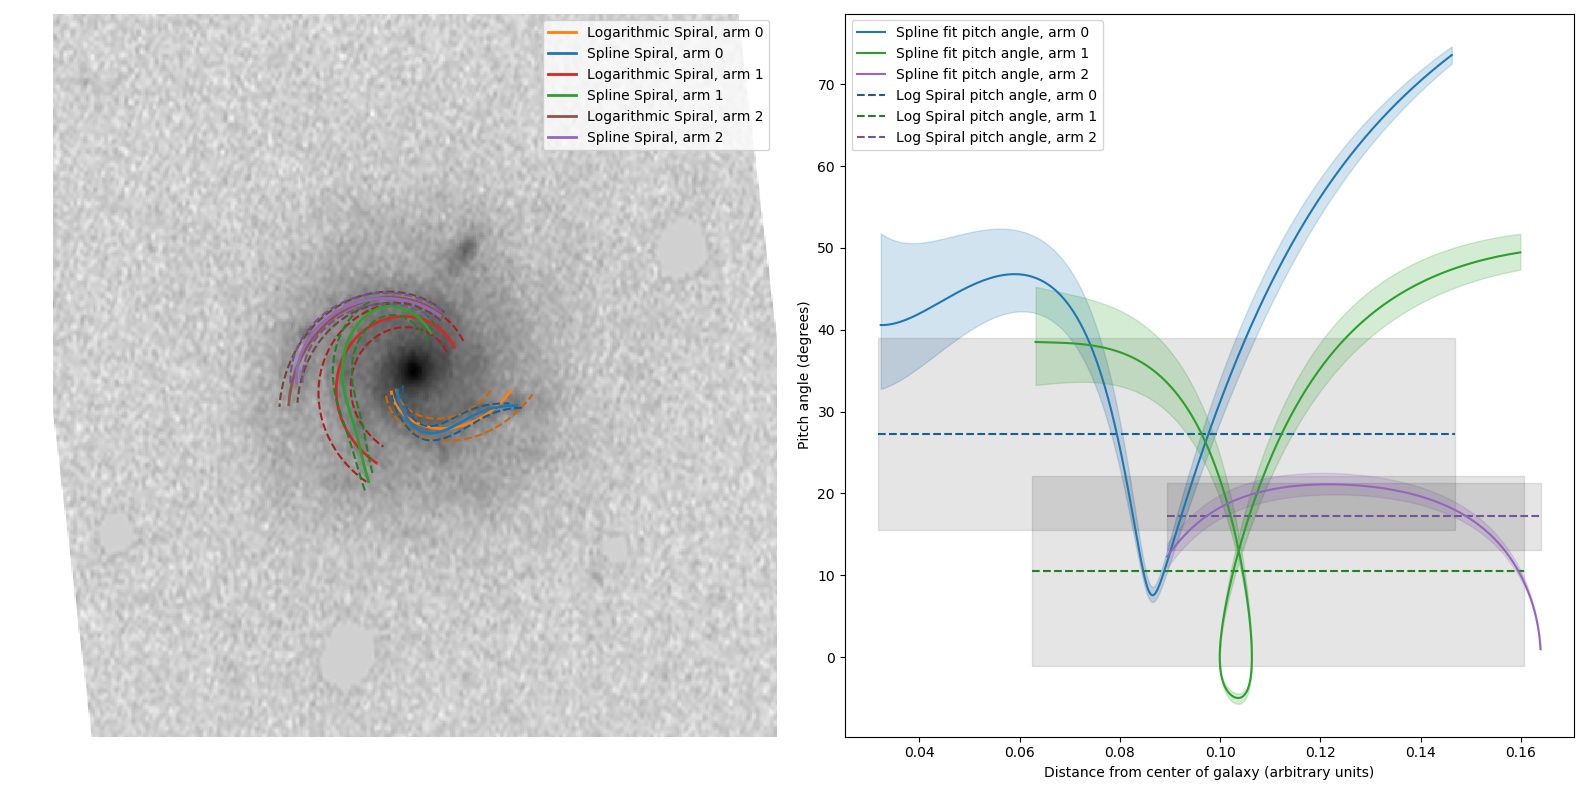 Logarithmic Spiral, arm 0
Spline Spiral, arm 0
Logarithmic Spiral, arm 1
Spline Spiral, arm 1
Logarithmic Spiral, arm 2
Spline Spiral, arm 2
Spline fit pitch angle, arm 0
Spline fit pitch angle, arm 1
Spline fit pitch angle, arm 2
Log Spiral pitch angle, arm 0
Log Spiral pitch angle, arm 1
Log Spiral pitch angle, arm 2
Pitch angle (degrees)
70
60
50
40
30
20
10
0
0.04 0.06 0.08 0.10 0.12 0.14 0.16
Distance from center of galaxy (arbitrary units)